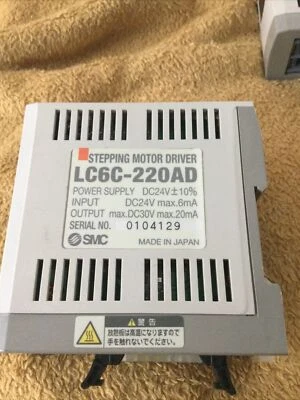 STEPPING MOTOR DRIVER
LC6C-220AD
POWER SUPPLY DC24V±10%
INPUT DC24V max.6mA
OUTPUT max.DC30V max.20mA
SERIAL NO. 0104129
SMC MADE IN JAPAN
警告
放熱板は高温になりますので
手を触れないでください。